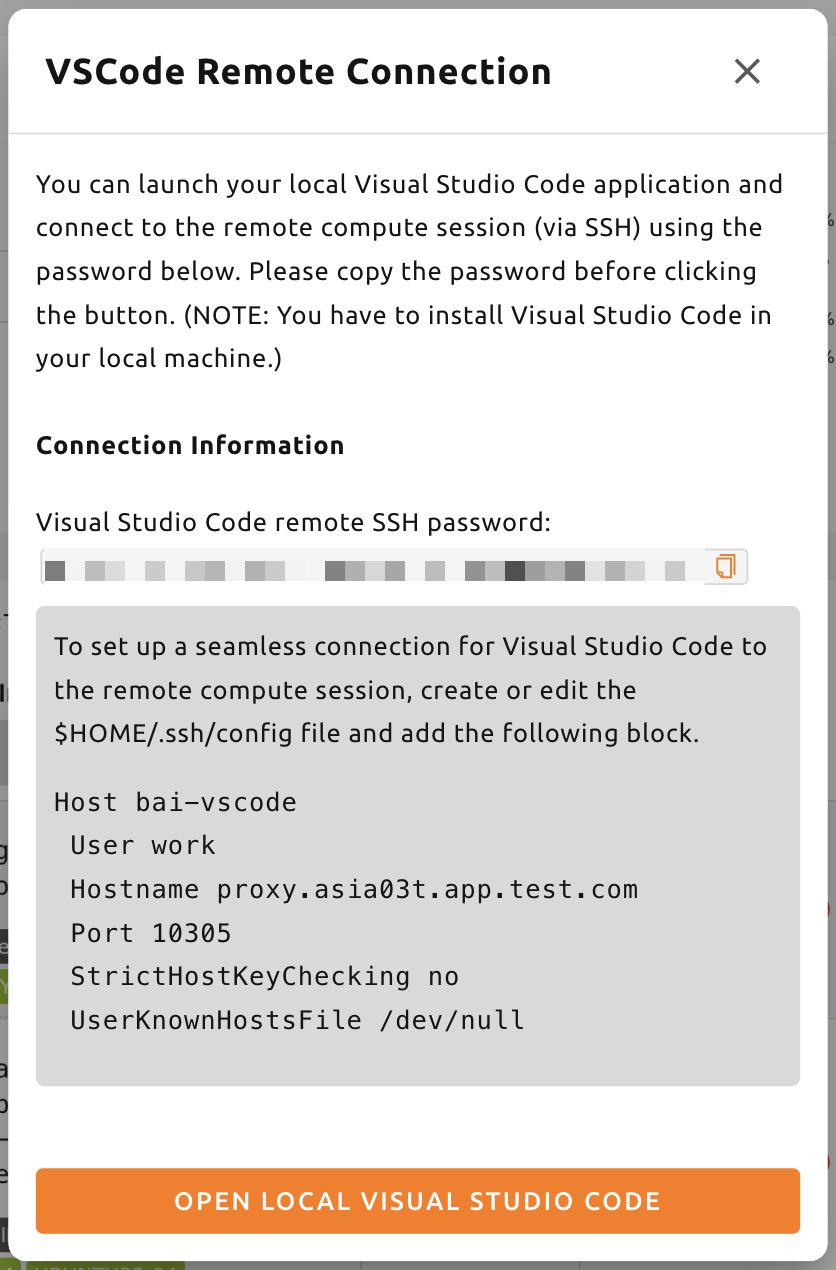 VSCode Remote Connection
You can launch your local Visual Studio Code application and
connect to the remote compute session (via SSH) using the
password below. Please copy the password before clicking
the button. (NOTE: You have to install Visual Studio Code in
your local machine.)
Connection Information
Visual Studio Code remote SSH password:
To set up a seamless connection for Visual Studio Code to
the remote compute session, create or edit the
$HOME/.ssh/config file and add the following block.
Host bai-vscode
User work
Hostname proxy.asia03t.app.test.com
Port 10305
StrictHostKeyChecking no
UserKnownHostsFile /dev/null
OPEN LOCAL VISUAL STUDIO CODE